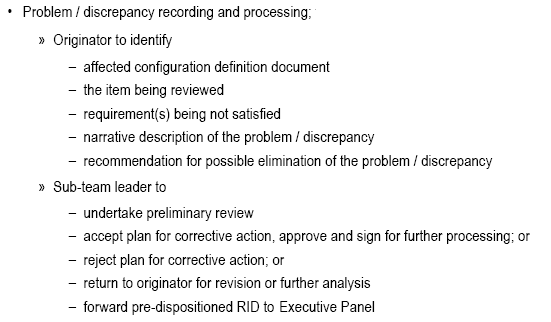 • Problem / discrepancy recording and processing;
» Originator to identify
– affected configuration definition document
– the item being reviewed
– requirement(s) being not satisfied
– narrative description of the problem / discrepancy
– recommendation for possible elimination of the problem / discrepancy
» Sub-team leader to
– undertake preliminary review
– accept plan for corrective action, approve and sign for further processing; or
– reject plan for corrective action; or
– return to originator for revision or further analysis
– forward pre-dispositioned RID to Executive Panel